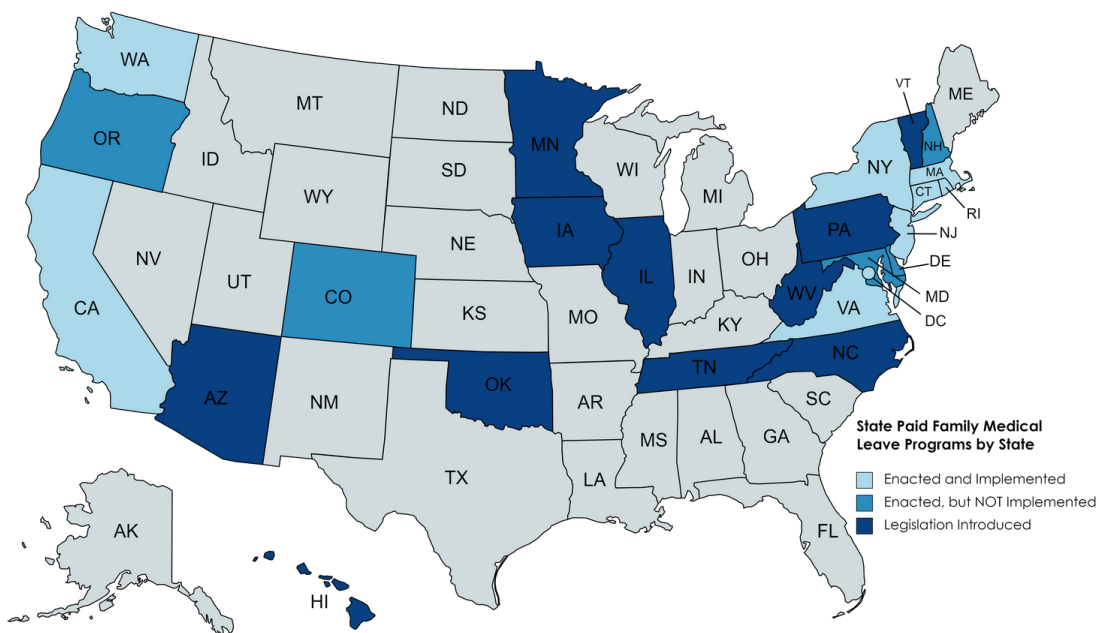 WA
OR
CA
NV
ID
MT
WY
UT
AZ
CO
NM
ND
SD
NE
KS
OK
TX
MN
IA
MO
AR
LA
WI
IL
MI
IN
OH
KY
TN
MS
AL
GA
FL
SC
NC
VA
WV
PA
NY
VT
NH
ME
MA
CT
RI
NJ
DE
MD
DC
AK
HI
State Paid Family Medical
Leave Programs by State
Enacted and Implemented
Enacted, but NOT Implemented
Legislation Introduced